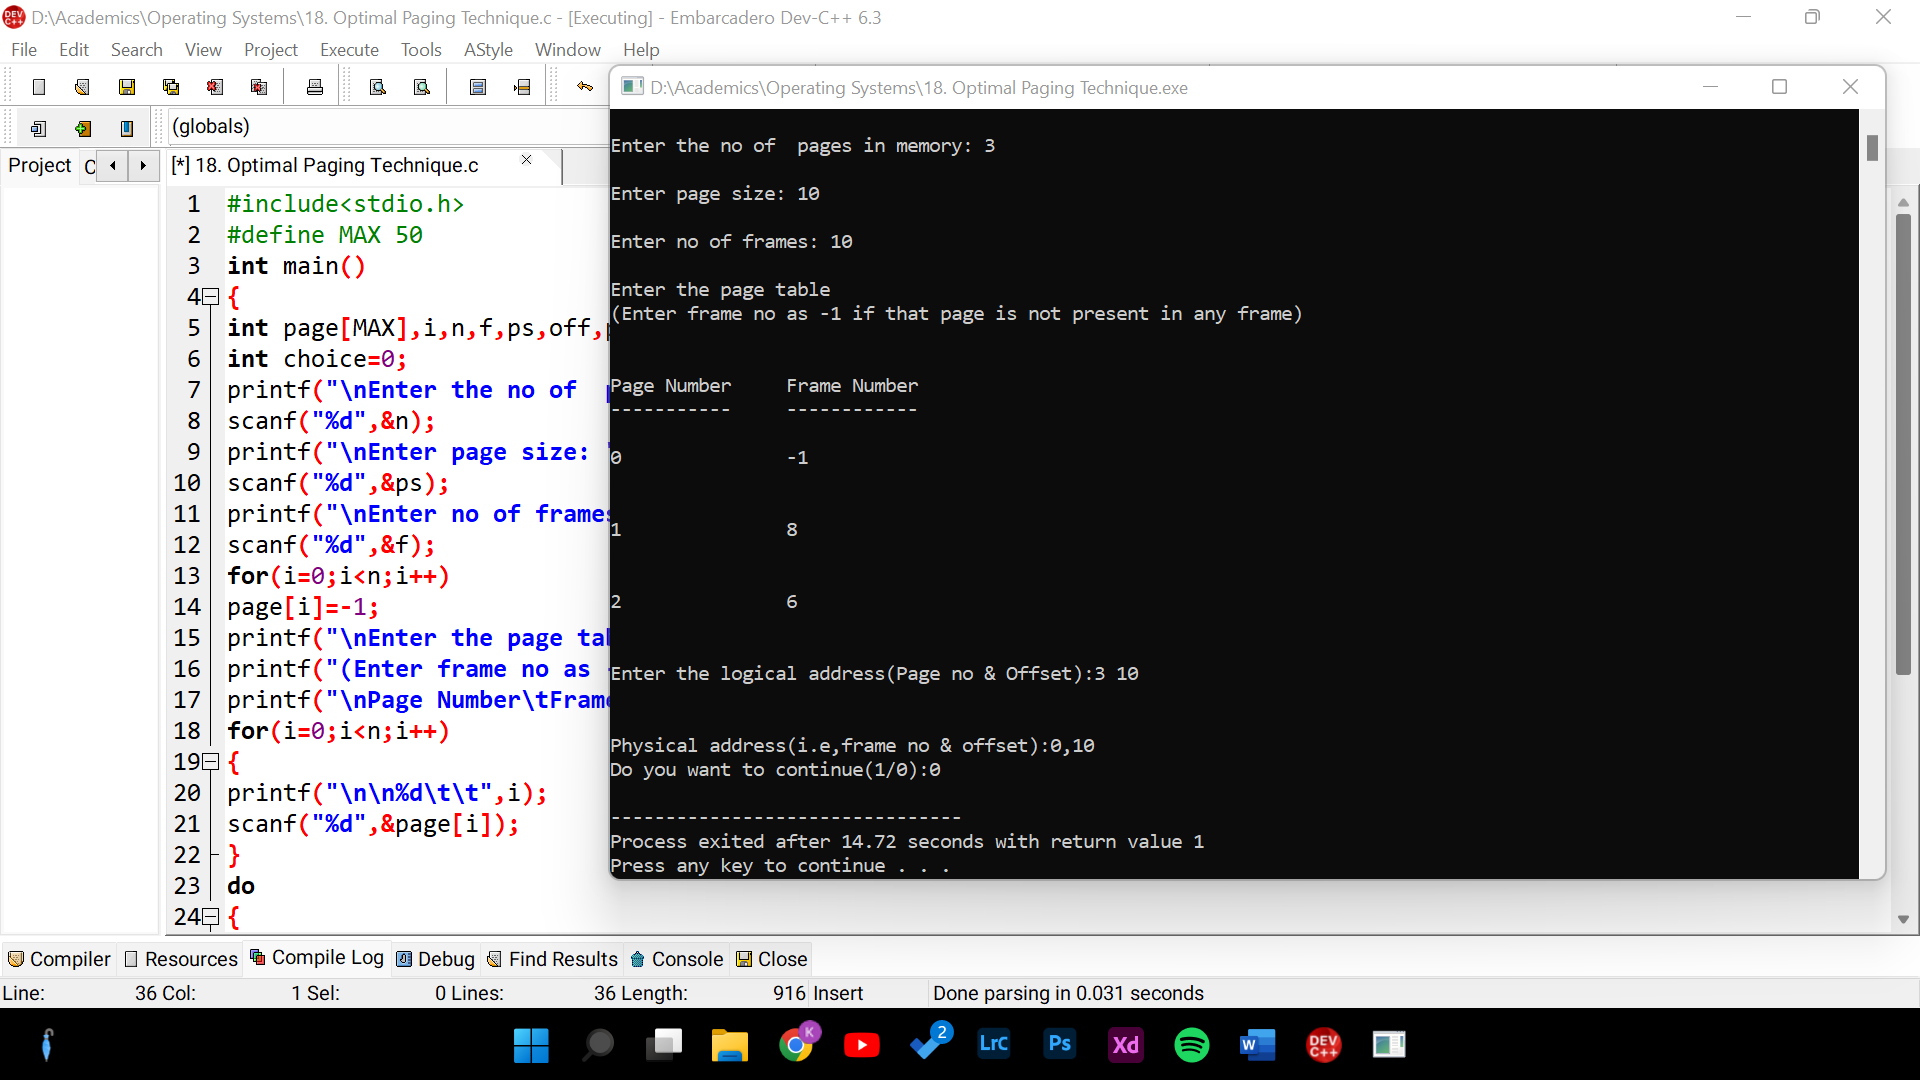 D:\Academics\Operating Systems\18. Optimal Paging Technique.c - [Executing] - Embarcadero Dev-C++ 6.3
File Edit Search View Project Execute Tools AStyle Window Help
(globals)
Project
[*] 18. Optimal Paging Technique.c
1 #include<stdio.h>
2 #define MAX 50
3 int main()
4 {
5 int page[MAX],i,n,f,ps,off,
6 int choice=0;
7 printf("\nEnter the no of
8 scanf("%d",&n);
9 printf("\nEnter page size:
10 scanf("%d",&ps);
11 printf("\nEnter no of frames
12 scanf("%d",&f);
13 for(i=0;i<n;i++)
14 page[i]=-1;
15 printf("\nEnter the page tab
16 printf("(Enter frame no as
17 printf("\nPage Number\tFrame
18 for(i=0;i<n;i++)
19 {
20 printf("\n\n%d\t\t",i);
21 scanf("%d",&page[i]);
22 }
23 do
24 {
D:\Academics\Operating Systems\18. Optimal Paging Technique.exe
Enter the no of  pages in memory: 3
Enter page size: 10
Enter no of frames: 10
Enter the page table
(Enter frame no as -1 if that page is not present in any frame)
Page Number     Frame Number
-----------     ------------
0               -1
1               8
2               6
Enter the logical address(Page no & Offset):3 10
Physical address(i.e,frame no & offset):0,10
Do you want to continue(1/0):0
--------------------------------
Process exited after 14.72 seconds with return value 1
Press any key to continue . . .
Compiler Resources Compile Log Debug Find Results Console Close
Line: 36 Col: 1 Sel: 0 Lines: 36 Length: 916 Insert Done parsing in 0.031 seconds
K 2 LrC Ps Xd W DEV C++